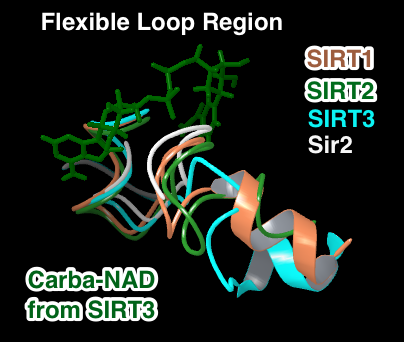 Flexible Loop Region
SIRT1
SIRT2
SIRT3
Sir2
Carba-NAD
from SIRT3